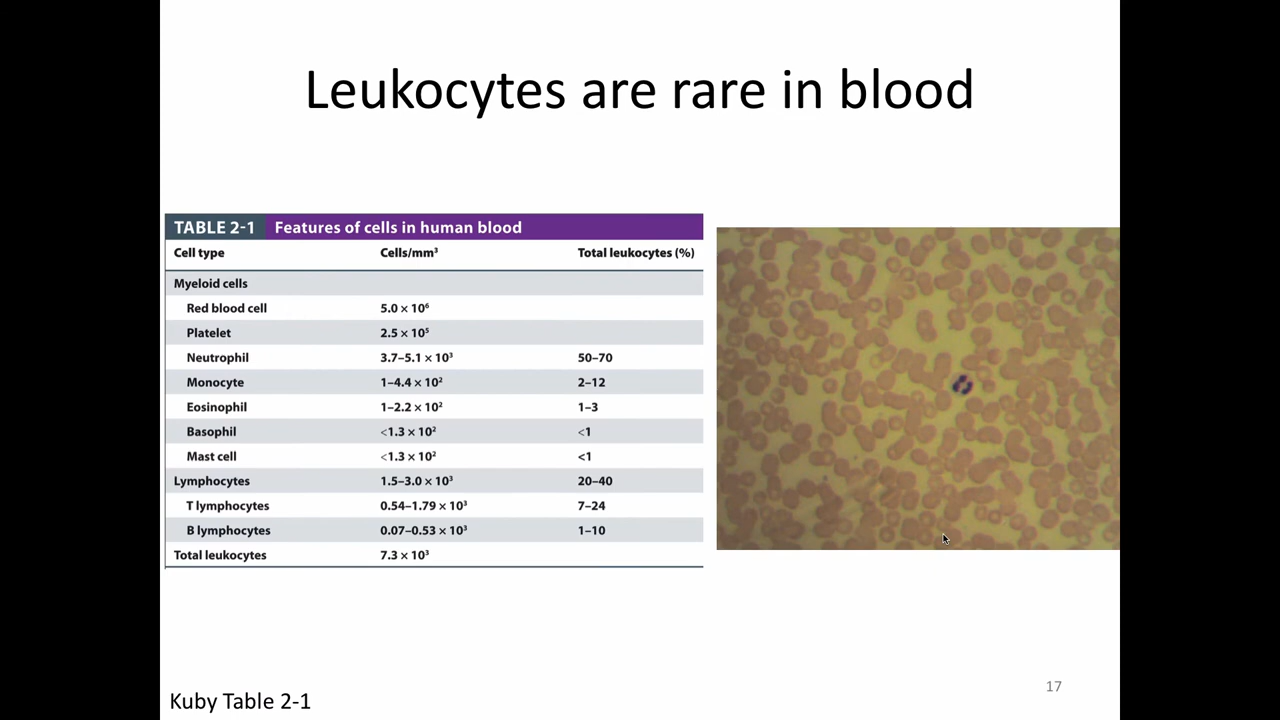 Leukocytes are rare in blood
TABLE 2-1 Features of cells in human blood
Cell type Cells/mm³ Total leukocytes (%)
Myeloid cells
Red blood cell 5.0 × 10⁶
Platelet 2.5 × 10⁵
Neutrophil 3.7–5.1 × 10³ 50–70
Monocyte 1–4.4 × 10² 2–12
Eosinophil 1–2.2 × 10² 1–3
Basophil <1.3 × 10² <1
Mast cell <1.3 × 10² <1
Lymphocytes 1.5–3.0 × 10³ 20–40
T lymphocytes 0.54–1.79 × 10³ 7–24
B lymphocytes 0.07–0.53 × 10³ 1–10
Total leukocytes 7.3 × 10³
17
Kuby Table 2-1